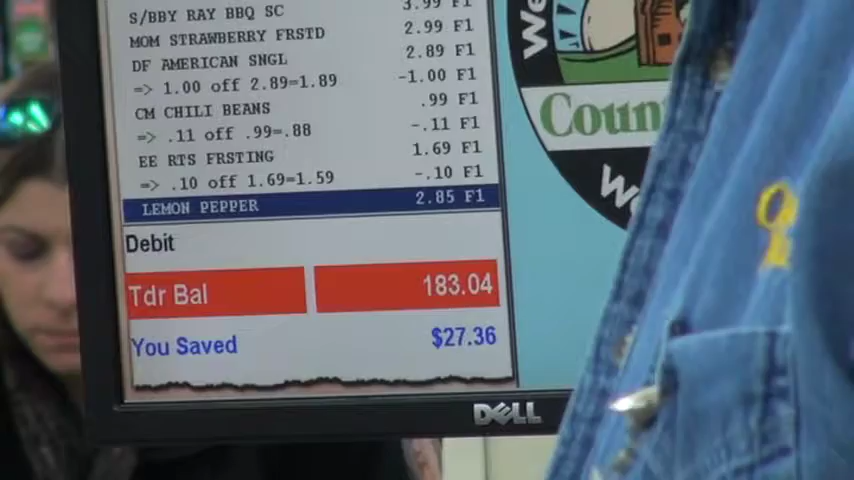 S/BBY RAY BBQ SC 3.99 F1
MOM STRAWBERRY FRSTD 2.99 F1
DF AMERICAN SNGL 2.89 F1
=> 1.00 off 2.89=1.89 -1.00 F1
CM CHILI BEANS .99 F1
=> .11 off .99=.88 -.11 F1
EE RTS FRSTING 1.69 F1
=> .10 off 1.69=1.59 -.10 F1
LEMON PEPPER 2.85 F1
Debit
Tdr Bal 183.04
You Saved $27.36
DELL
We
Coun
We